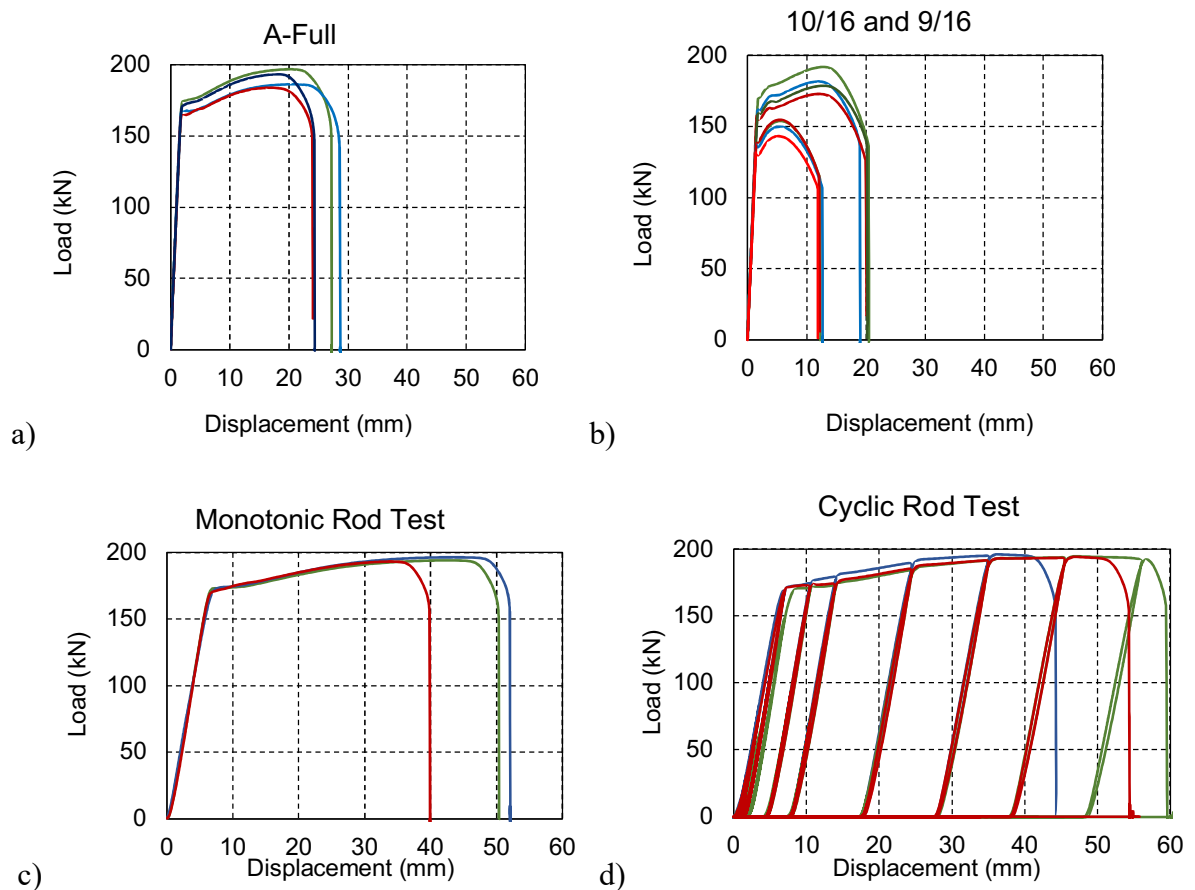 A-Full
200
150
100
50
0
Load (kN)
0 10 20 30 40 50 60
Displacement (mm)
a)
10/16 and 9/16
200
150
100
50
0
Load (kN)
0 10 20 30 40 50 60
Displacement (mm)
b)
Monotonic Rod Test
200
150
100
50
0
Load (kN)
0 10 20 30 40 50 60
Displacement (mm)
c)
Cyclic Rod Test
200
150
100
50
0
Load (kN)
0 10 20 30 40 50 60
Displacement (mm)
d)